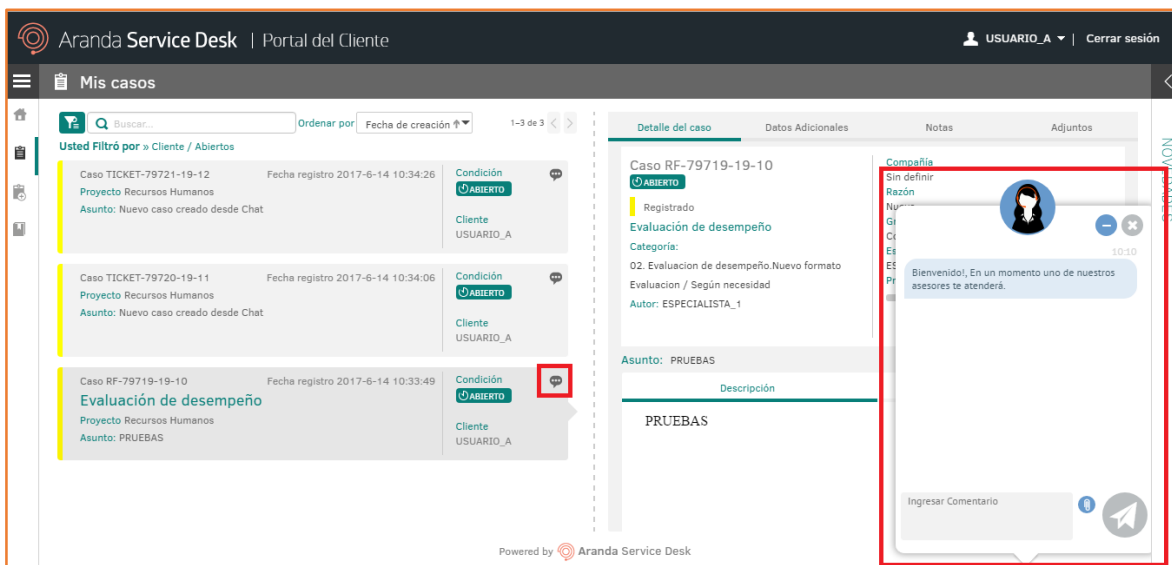 Aranda Service Desk | Portal del Cliente
USUARIO_A | Cerrar sesión
Mis casos
Buscar...
Ordenar por Fecha de creación
1-3 de 3
Usted Filtró por » Cliente / Abiertos
Caso TICKET-79721-19-12 Fecha registro 2017-6-14 10:34:26
Proyecto Recursos Humanos
Asunto: Nuevo caso creado desde Chat
Condición
ABIERTO
Cliente
USUARIO_A
Caso TICKET-79720-19-11 Fecha registro 2017-6-14 10:34:06
Proyecto Recursos Humanos
Asunto: Nuevo caso creado desde Chat
Condición
ABIERTO
Cliente
USUARIO_A
Caso RF-79719-19-10 Fecha registro 2017-6-14 10:33:49
Evaluación de desempeño
Proyecto Recursos Humanos
Asunto: PRUEBAS
Condición
ABIERTO
Cliente
USUARIO_A
Detalle del caso Datos Adicionales Notas Adjuntos
Caso RF-79719-19-10
ABIERTO
Registrado
Evaluación de desempeño
Categoría:
02. Evaluacion de desempeño.Nuevo formato
Evaluacion / Según necesidad
Autor: ESPECIALISTA_1
Compañía
Sin definir
Razón
Asunto: PRUEBAS
Descripción
PRUEBAS
10:10
Bienvenido!, En un momento uno de nuestros
asesores te atenderá.
Ingresar Comentario
Powered by Aranda Service Desk